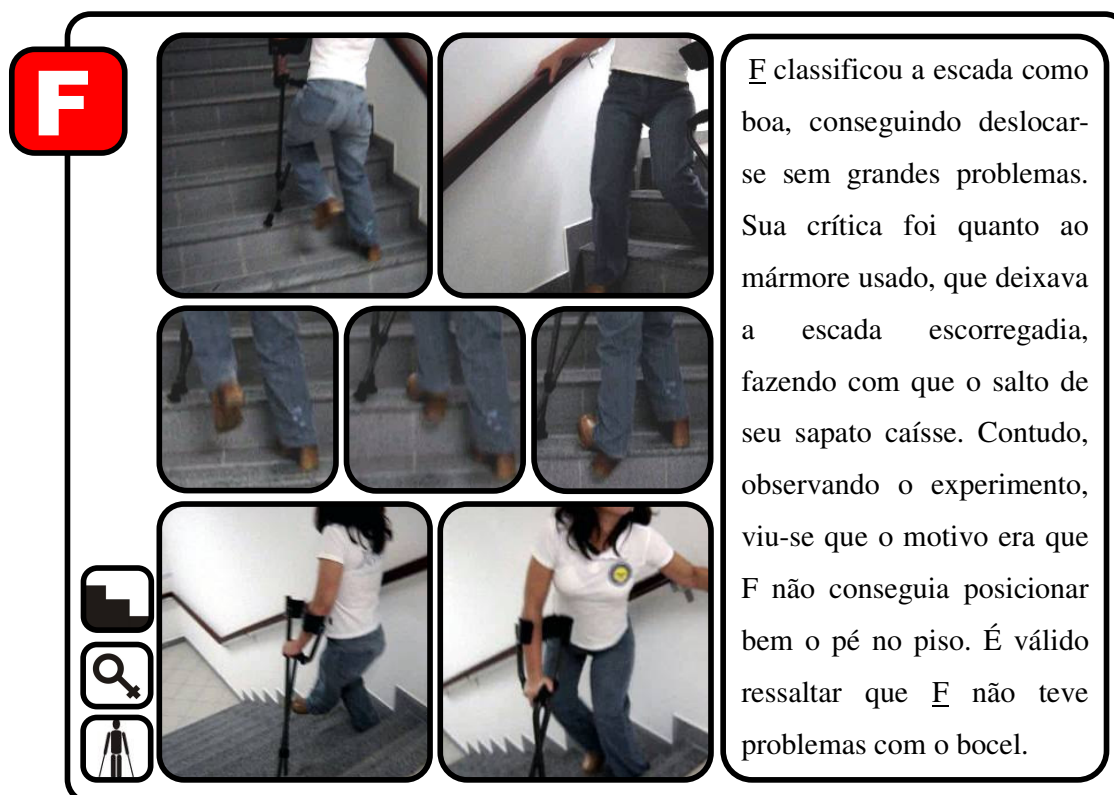 F
F classificou a escada como
boa, conseguindo deslocar-
se sem grandes problemas.
Sua crítica foi quanto ao
mármore usado, que deixava
a escada escorregadia,
fazendo com que o salto de
seu sapato caísse. Contudo,
observando o experimento,
viu-se que o motivo era que
F não conseguia posicionar
bem o pé no piso. É válido
ressaltar que F não teve
problemas com o bocel.